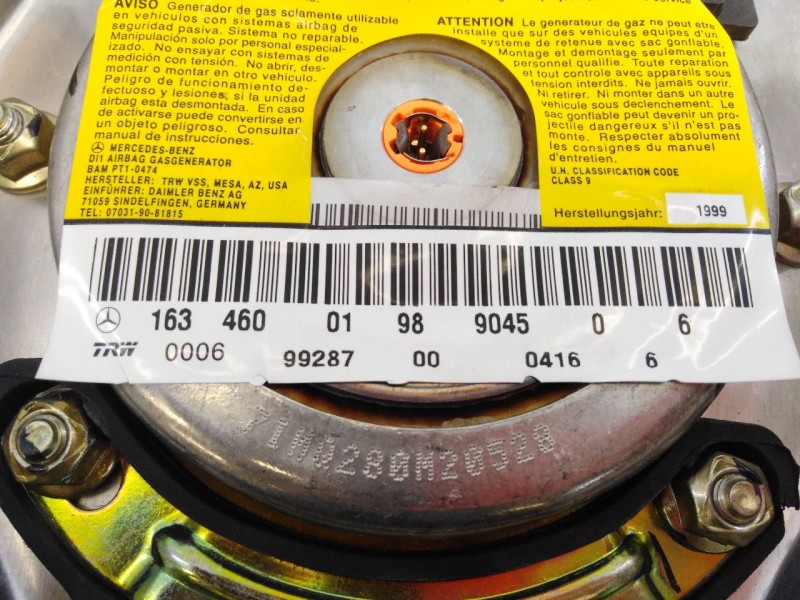 AVISO Generador de gas solamente utilizable
en vehiculos con sistemas airbag de
seguridad pasiva. Sistema no reparable.
Manipulación solo por personal especial-
izado. No ensayar con sistemas de
medición con tensión. No abrir, des-
montar o montar en otro vehiculo.
Peligro de funcionamiento de-
fectuoso y lesiones, si la unidad
airbag esta desmontada. En caso
de activarse puede convertirse en
un objeto peligroso. Consultar
manual de instrucciones.
MERCEDES-BENZ
DI1 AIRBAG GASGENERATOR
BAM PT1-0474
HERSTELLER: TRW VSS, MESA, AZ, USA
EINFÜHRER: DAIMLER BENZ AG
71059 SINDELFINGEN, GERMANY
TEL: 07031-90-81815
service
ATTENTION Le generateur de gaz ne peut etre
installe que sur des vehicules equipes d'un
systeme de retenue avec sac gonflable.
Montage et demontage seulement par
personnel qualifie. Toute reparation
et tout controle avec appareils sous
tension interdits. Ne jamais ouvrir.
Ni retirer. Ni monter dans un autre
vehicule sous declenchement. Le
sac gonflable peut devenir un pro-
jectile dangereux s'il n'est pas
monte. Respecter absolument
les consignes du manuel
d'entretien.
U.N. CLASSIFICATION CODE
CLASS 9
Herstellungsjahr: 1999
163 460 01 98 9045 0 6
TRW 0006 99287 00 0416 6